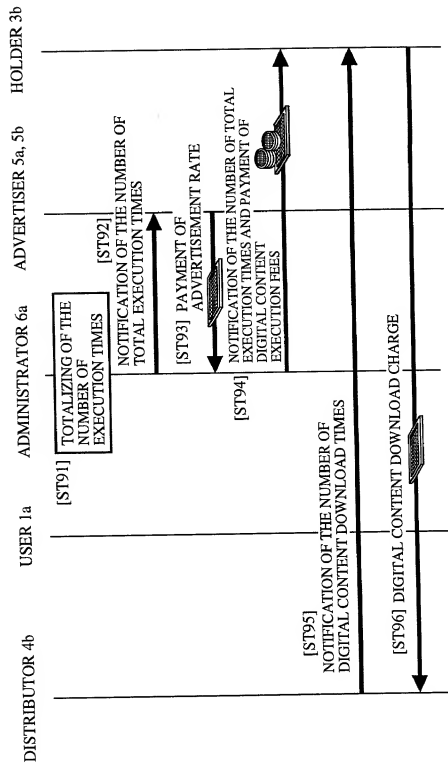 DISTRIBUTOR 4b
USER 1a
ADMINISTRATOR 6a
ADVERTISER 5a, 5b
HOLDER 3b
[ST91]
TOTALIZING OF THE
NUMBER OF
EXECUTION TIMES
[ST92]
NOTIFICATION OF THE NUMBER OF
TOTAL EXECUTION TIMES
[ST93] PAYMENT OF
ADVERTISEMENT RATE
[ST94]
NOTIFICATION OF THE NUMBER OF TOTAL
EXECUTION TIMES AND PAYMENT OF
DIGITAL CONTENT
EXECUTION FEES
[ST95]
NOTIFICATION OF THE NUMBER OF
DIGITAL CONTENT DOWNLOAD TIMES
[ST96] DIGITAL CONTENT DOWNLOAD CHARGE